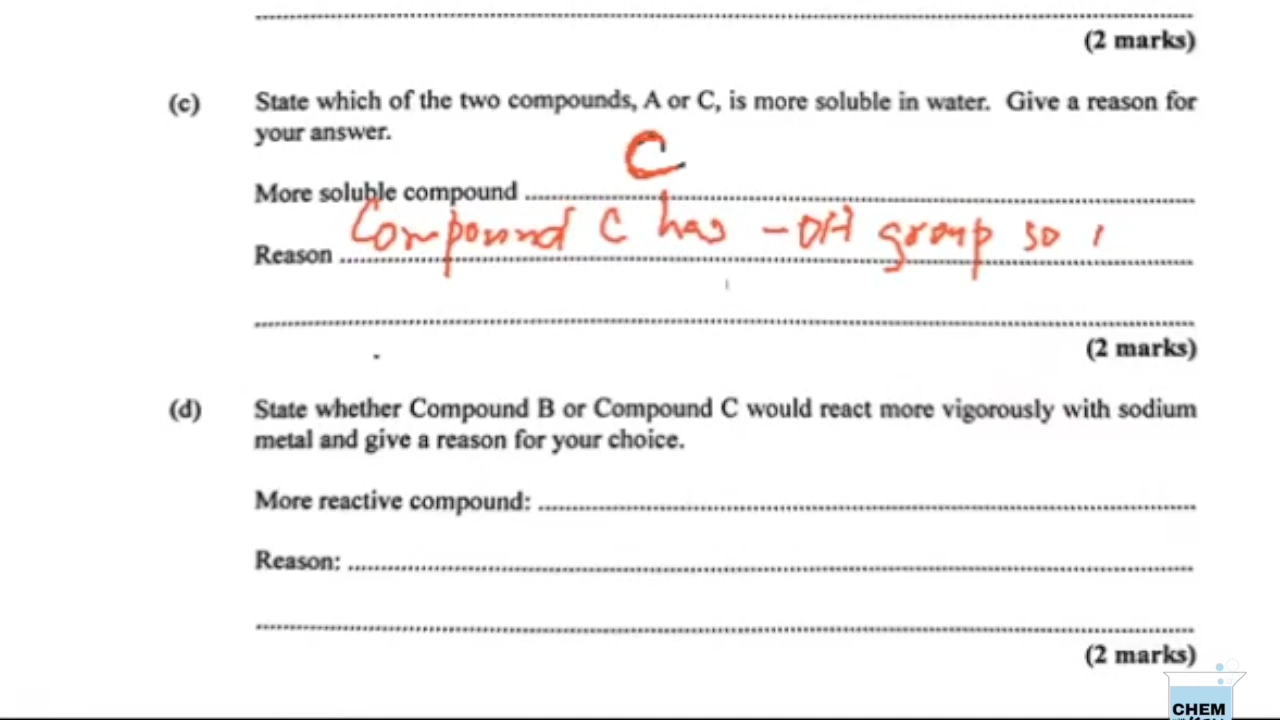 (2 marks)
(c) State which of the two compounds, A or C, is more soluble in water. Give a reason for
your answer.
C
More soluble compound
Compound C has -OH group so
Reason
(2 marks)
(d) State whether Compound B or Compound C would react more vigorously with sodium
metal and give a reason for your choice.
More reactive compound:
Reason:
(2 marks)
CHEM